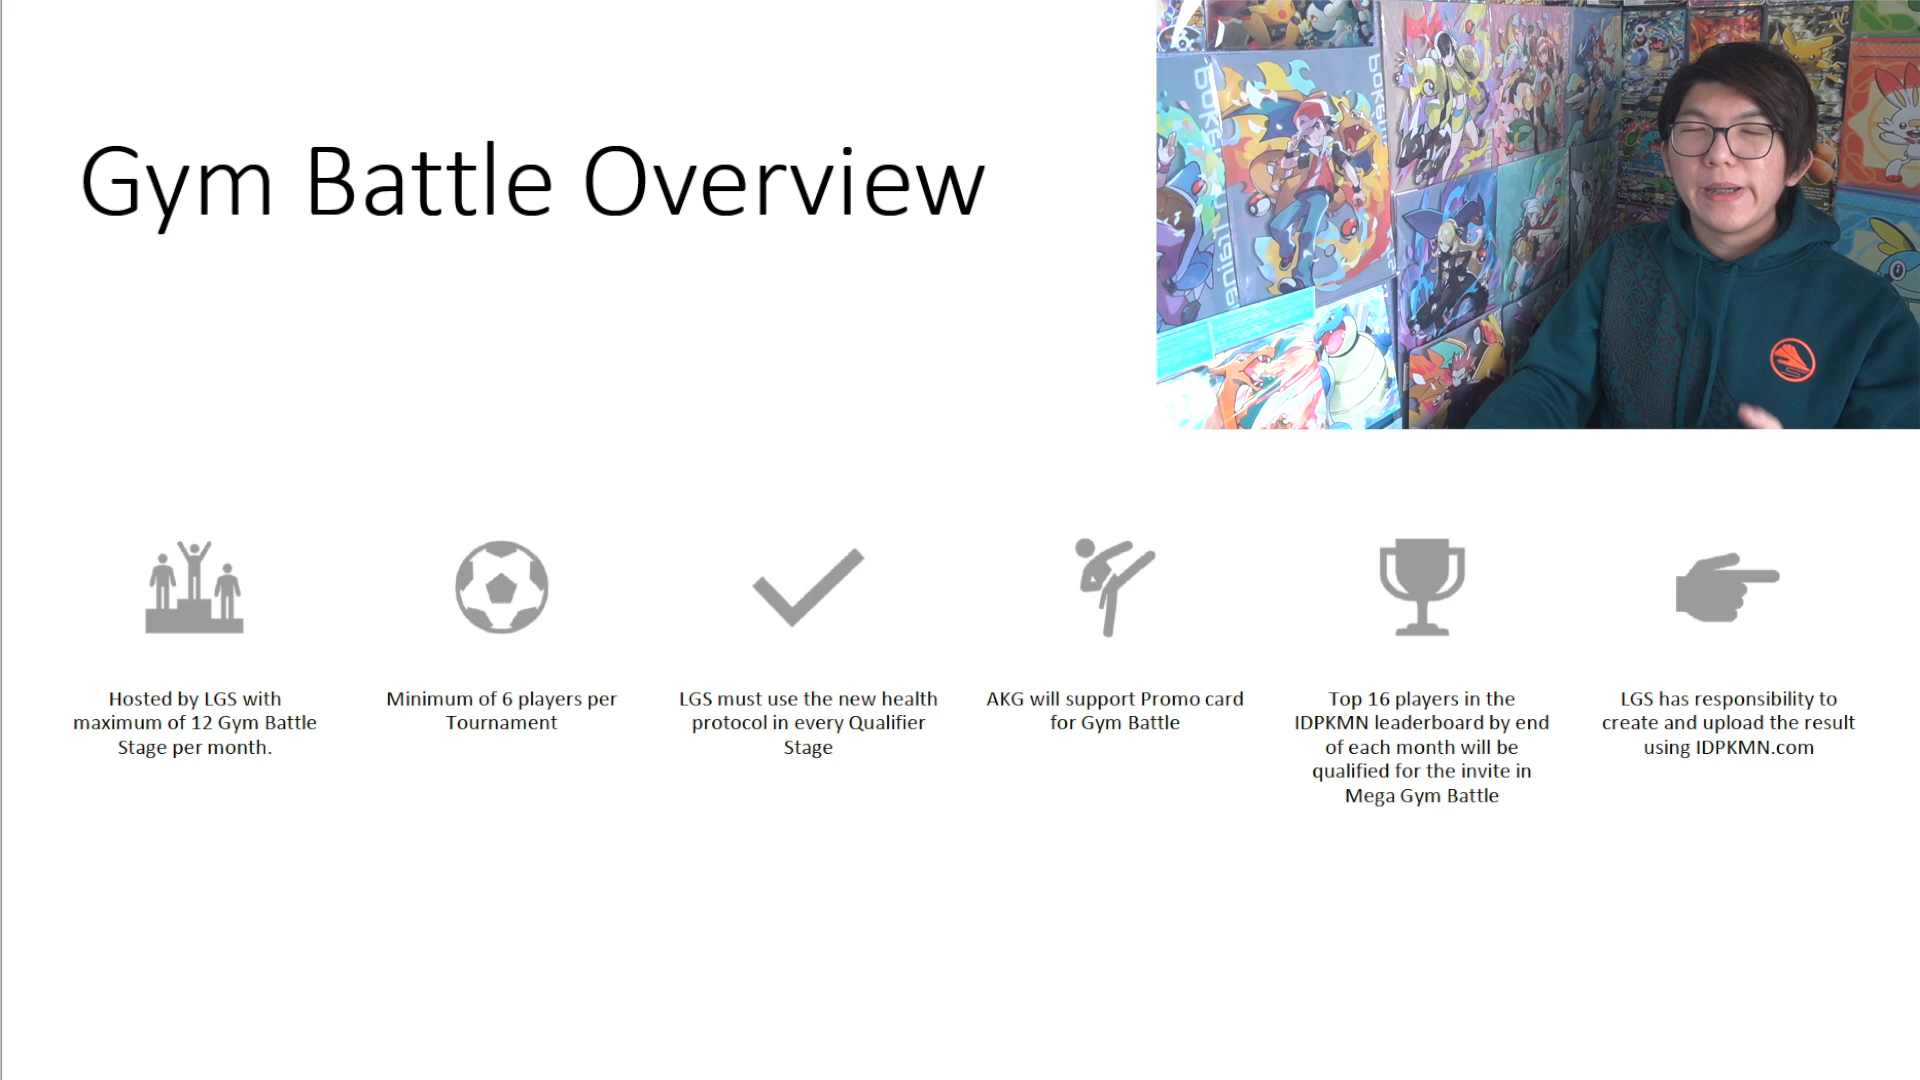 Gym Battle Overview
Hosted by LGS with
maximum of 12 Gym Battle
Stage per month.
Minimum of 6 players per
Tournament
LGS must use the new health
protocol in every Qualifier
Stage
AKG will support Promo card
for Gym Battle
Top 16 players in the
IDPKMN leaderboard by end
of each month will be
qualified for the invite in
Mega Gym Battle
LGS has responsibility to
create and upload the result
using IDPKMN.com